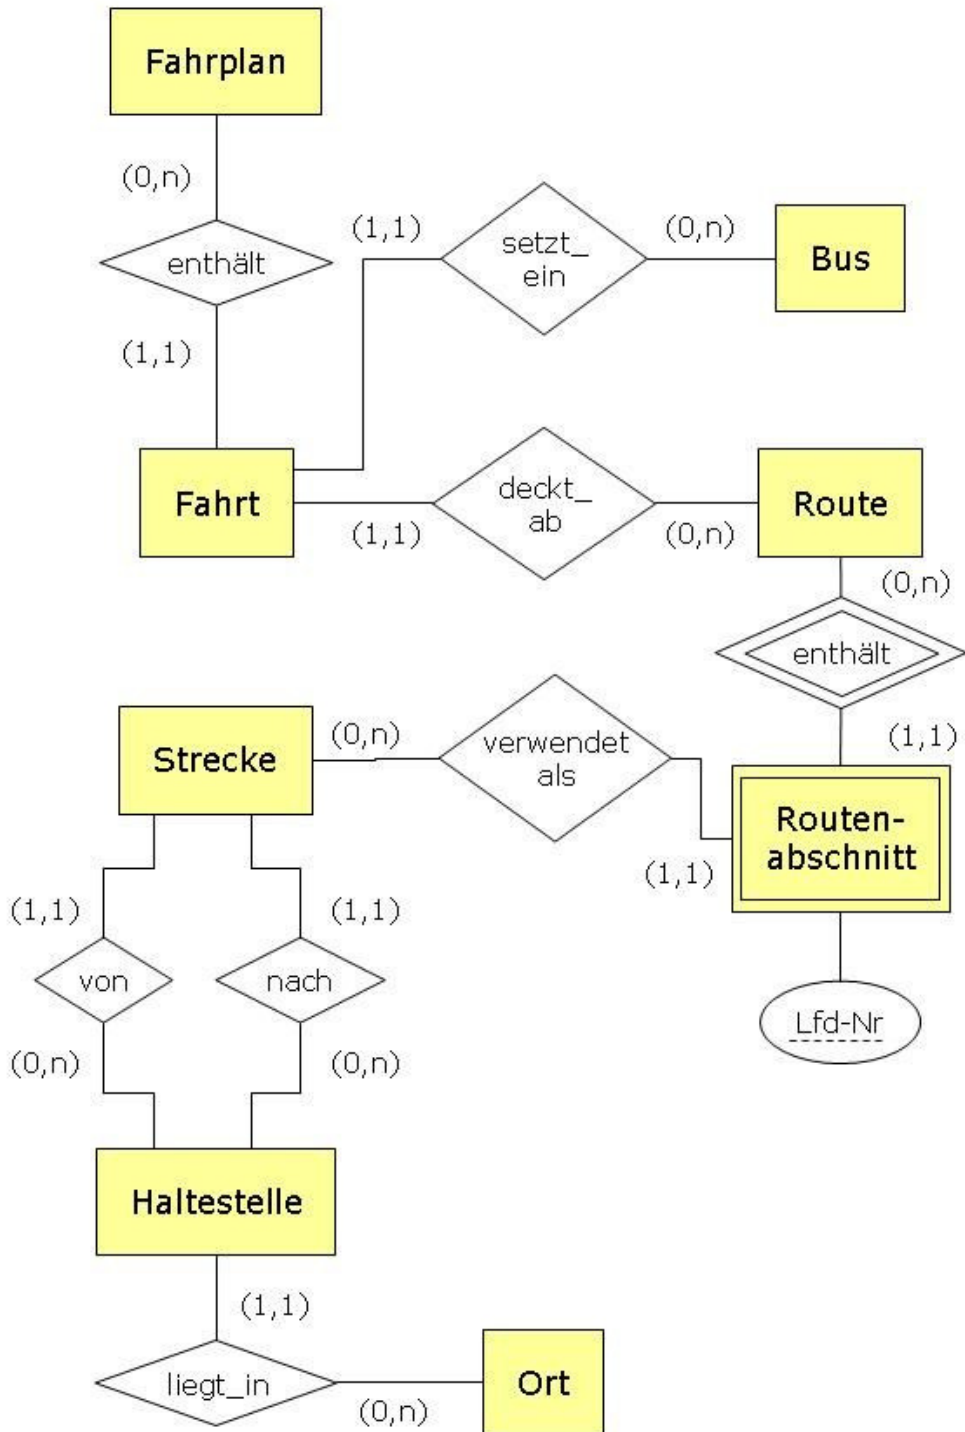 Fahrplan
(0,n)
enthält
(1,1)
(1,1)
setzt_
ein
(0,n)
Bus
Fahrt
(1,1)
deckt_
ab
(0,n)
Route
(0,n)
enthält
(1,1)
Strecke
(0,n)
verwendet
als
(1,1)
Routen-
abschnitt
Lfd-Nr
(1,1)
von
(0,n)
(1,1)
nach
(0,n)
Haltestelle
(1,1)
liegt_in
(0,n)
Ort